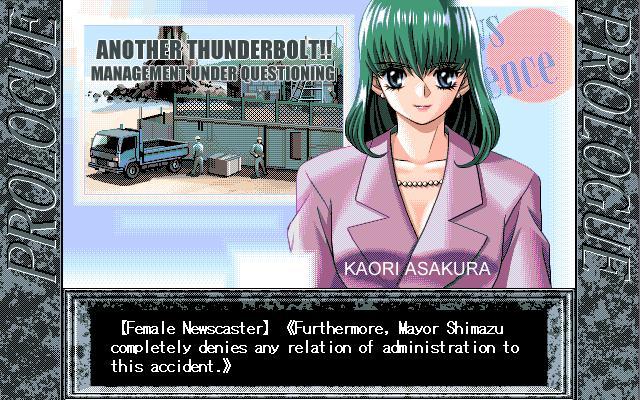 PROLOGUE
ANOTHER THUNDERBOLT!!
MANAGEMENT UNDER QUESTIONING
KAORI ASAKURA
PROLOGUE
【Female Newscaster】《Furthermore, Mayor Shimazu
completely denies any relation of administration to
this accident.》